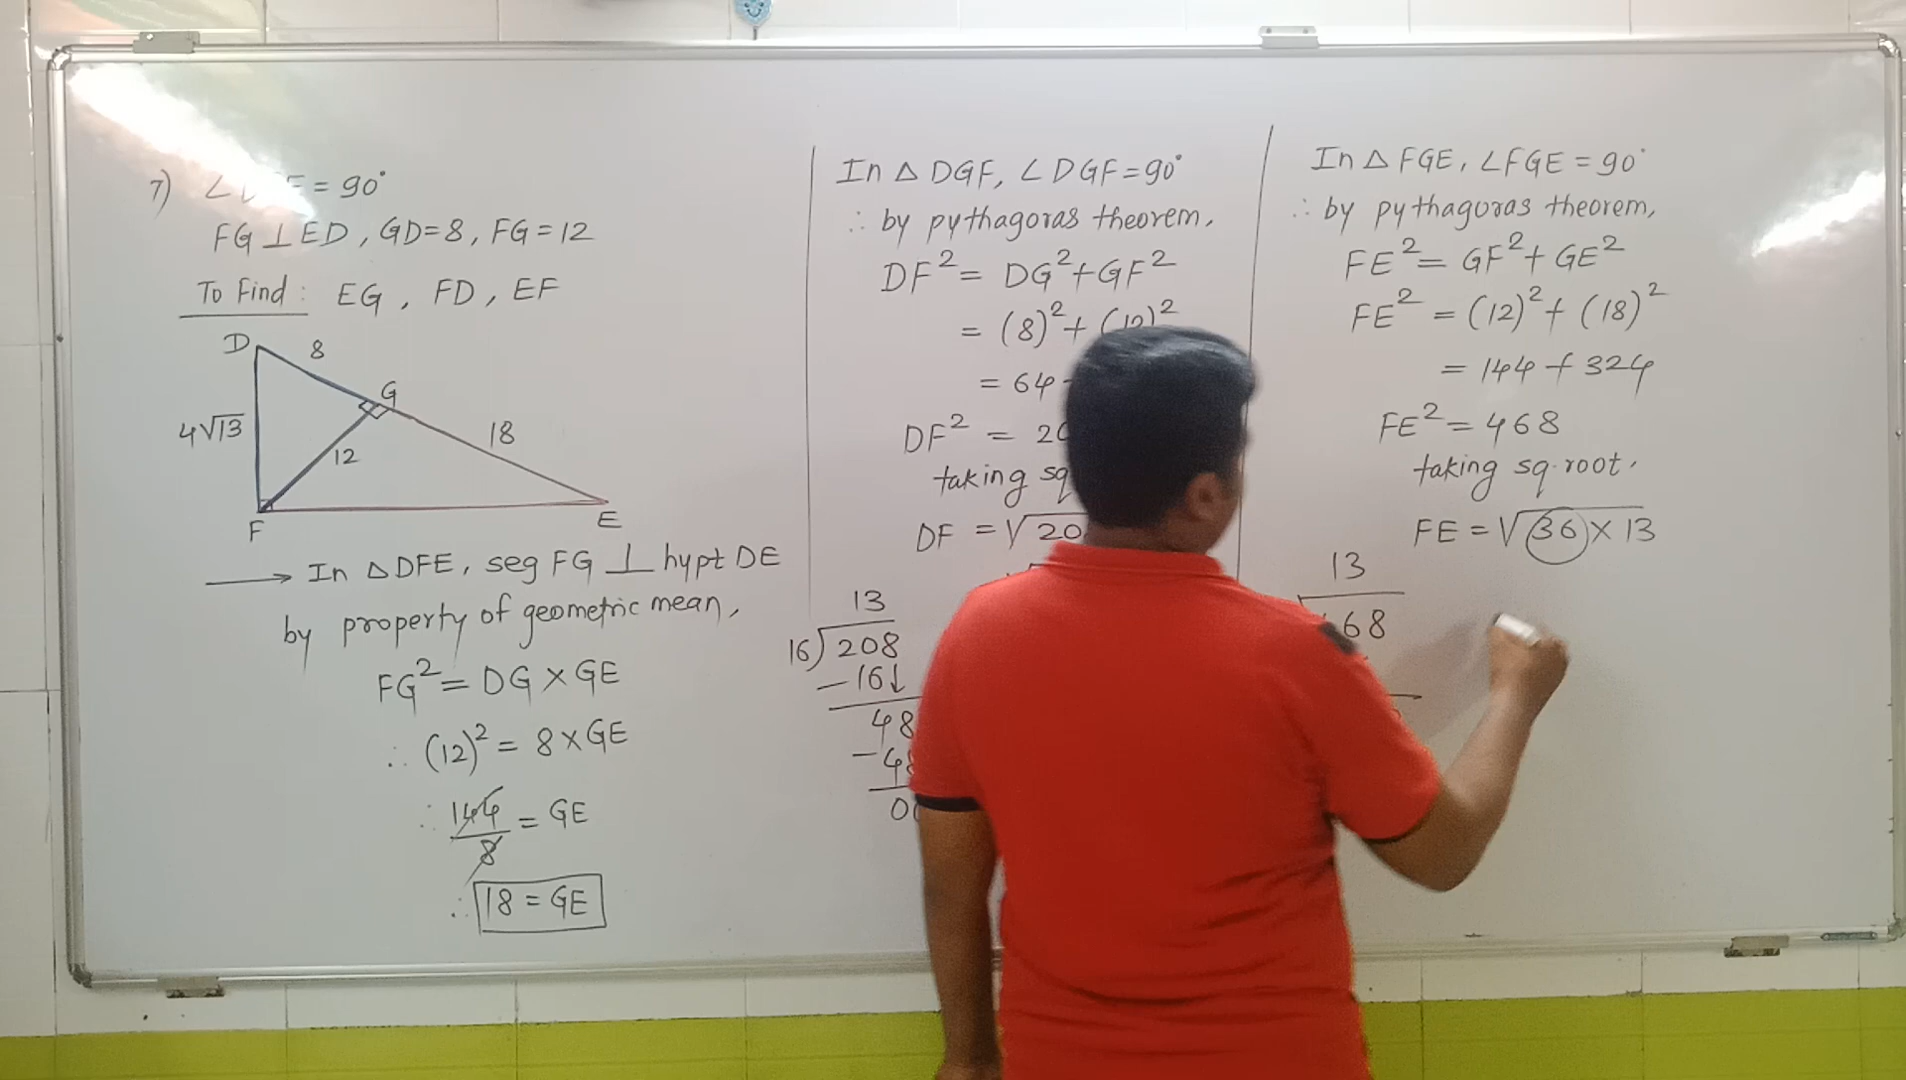 7) ∠ = 90°
FG ⊥ ED, GD=8, FG=12
To Find: EG, FD, EF
D
8
G
4√13
18
12
F
E
→ In △DFE, seg FG ⊥ hypt DE
by property of geometric mean,
FG² = DG × GE
∴ (12)² = 8 × GE
∴ 144/8 = GE
∴ 18 = GE
In △ DGF, ∠DGF = 90°
∴ by pythagoras theorem,
DF² = DG² + GF²
= (8)² + (12)²
= 64
DF² =
taking
DF = √
13
16) 208
- 16↓
48
In △ FGE, ∠FGE = 90°
∴ by pythagoras theorem,
FE² = GF² + GE²
FE² = (12)² + (18)²
= 144 + 324
FE² = 468
taking sq. root,
FE = √36 × 13
13
68